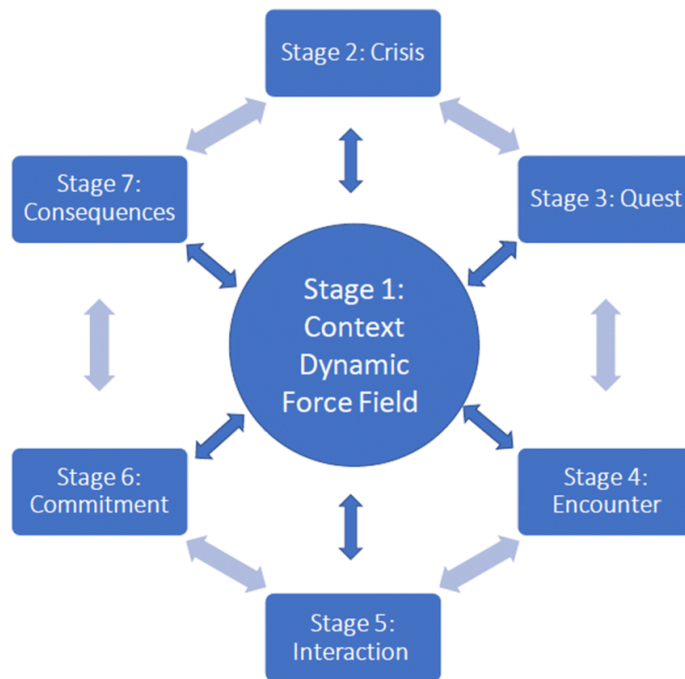 Stage 2: Crisis
Stage 7:
Consequences
Stage 3: Quest
Stage 1:
Context
Dynamic
Force Field
Stage 6:
Commitment
Stage 4:
Encounter
Stage 5:
Interaction